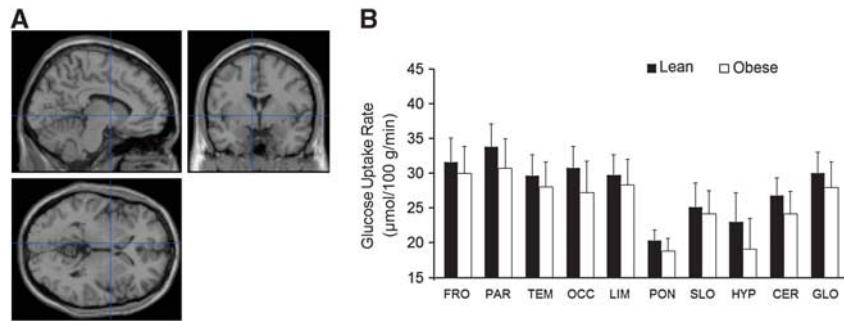 A
B
Lean Obese
Glucose Uptake Rate
(µmol/100 g/min)
45
40
35
30
25
20
15
FRO PAR TEM OCC LIM PON SLO HYP CER GLO